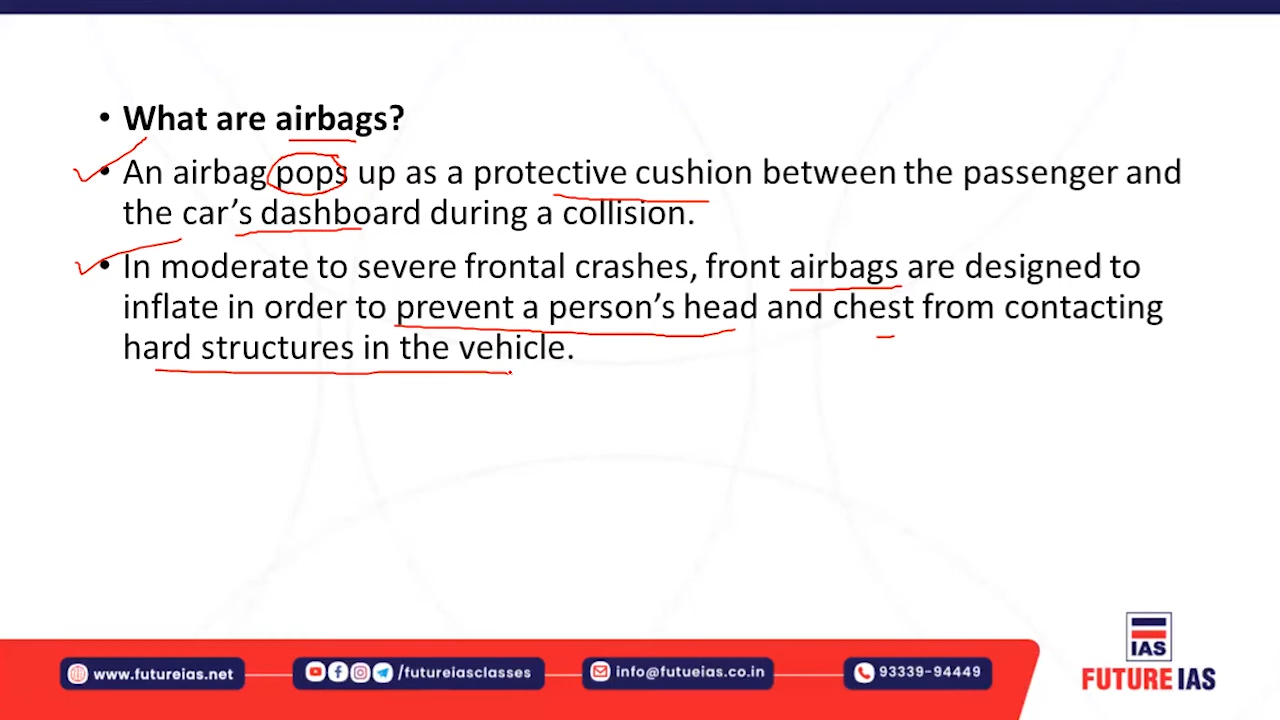 • What are airbags?
• An airbag pops up as a protective cushion between the passenger and
the car’s dashboard during a collision.
• In moderate to severe frontal crashes, front airbags are designed to
inflate in order to prevent a person’s head and chest from contacting
hard structures in the vehicle.
IAS
www.futureias.net
/futureiasclasses
info@futueias.co.in
93339-94449
FUTURE IAS